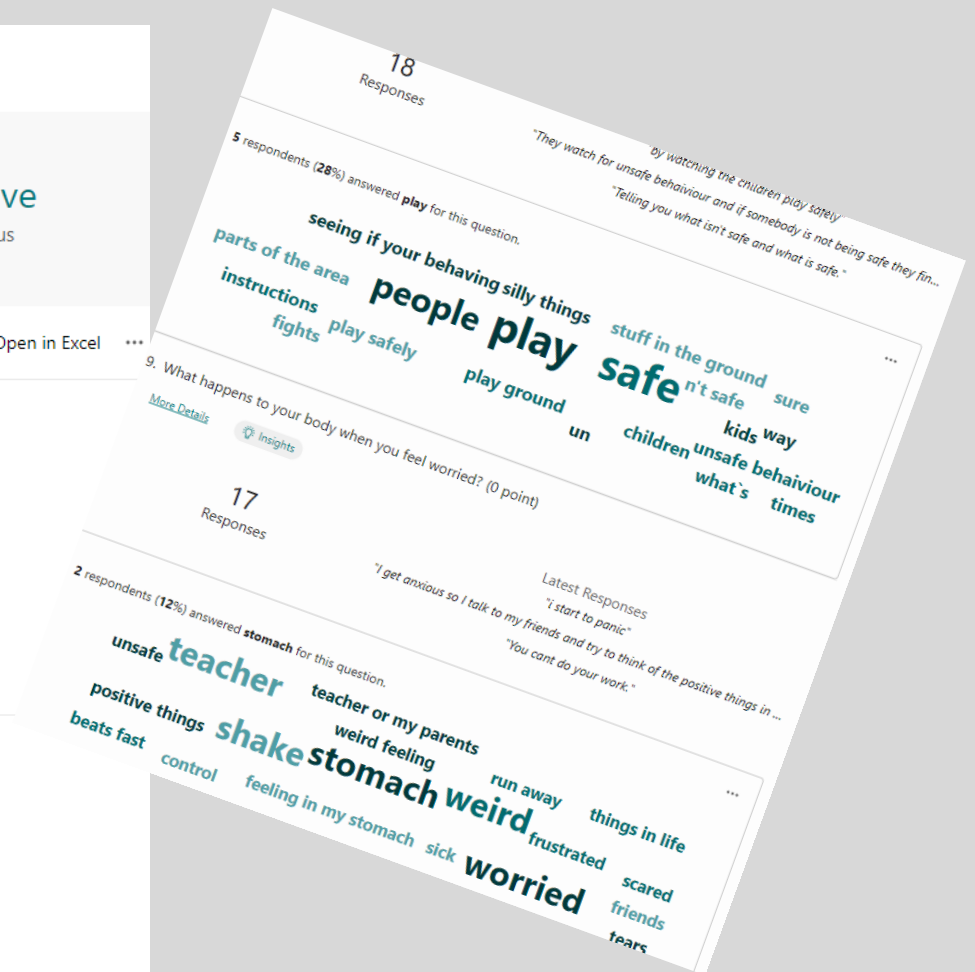 ve
us
Open in Excel ...
18
Responses
by watching the children play safely"
"They watch for unsafe behaiviour and if somebody is not being safe they fin...
"Telling you what isn't safe and what is safe."
5 respondents (28%) answered play for this question.
...
seeing if your behaving silly things
parts of the area
people play safe
stuff in the ground
instructions
n't safe
sure
fights
play safely
play ground
kids
way
un
children
unsafe behaiviour
what`s
times
9. What happens to your body when you feel worried? (0 point)
More Details
Insights
17
Responses
Latest Responses
"i start to panic"
"I get anxious so I talk to my friends and try to think of the positive things in ...
"You cant do your work."
2 respondents (12%) answered stomach for this question.
...
unsafe
teacher
teacher or my parents
positive things
weird feeling
beats fast
shake stomach weird
run away
things in life
control
feeling in my stomach
frustrated
sick
worried
scared
friends
tears